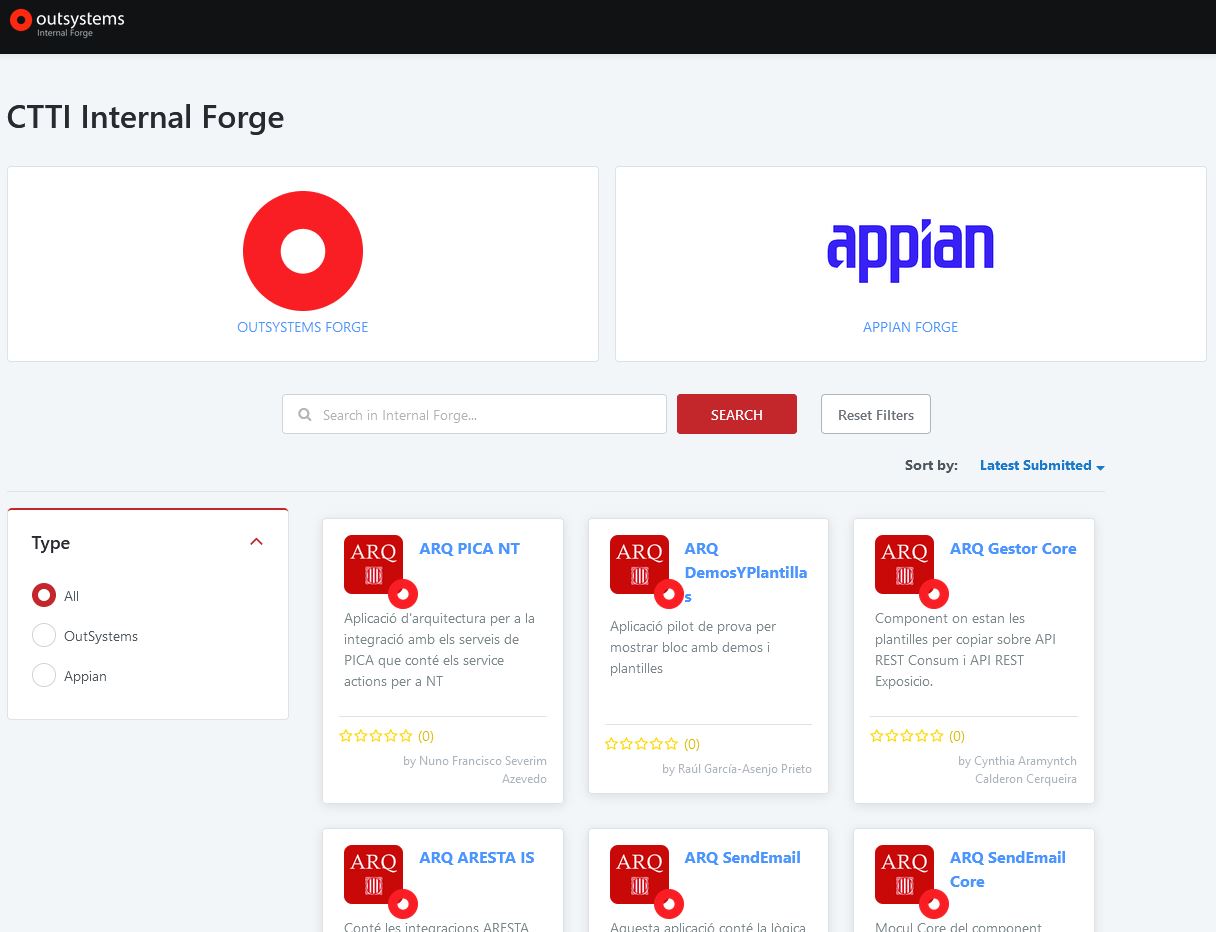 outsystems
Internal Forge
CTTI Internal Forge
appian
OUTSYSTEMS FORGE
APPIAN FORGE
Search in Internal Forge...
SEARCH
Reset Filters
Sort by:
Latest Submitted
Type
All
OutSystems
Appian
ARQ
ARQ PICA NT
Aplicació d'arquitectura per a la
integració amb els serveis de
PICA que conté els service
actions per a NT
(0)
by Nuno Francisco Severim
Azevedo
ARQ
ARQ
DemosYPlantilla
s
Aplicació pilot de prova per
mostrar bloc amb demos i
plantilles
(0)
by Raúl García-Asenjo Prieto
ARQ
ARQ Gestor Core
Component on estan les
plantilles per copiar sobre API
REST Consum i API REST
Exposicio.
(0)
by Cynthia Aramyntch
Calderon Cerqueira
ARQ
ARQ ARESTA IS
Conté les integracions ARESTA
ARQ
ARQ SendEmail
Aquesta aplicació conté la lògica
ARQ
ARQ SendEmail
Core
Mòcul Core del component